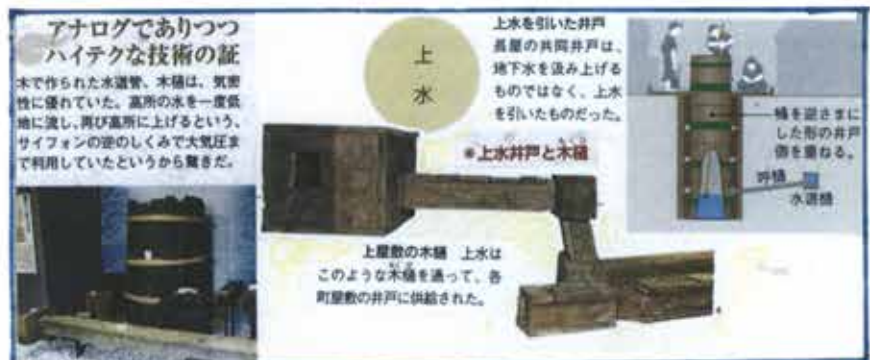 アナログでありつつ
ハイテクな技術の証
木で作られた水道管、木樋は、気密
性に優れていた。高所の水を一度低
地に流し、再び高所に上げるという、
サイフォンの逆のしくみで大気圧ま
で利用していたというから驚きだ。
上
水
上水を引いた井戸
長屋の共同井戸は、
地下水を汲み上げる
ものではなく、上水
を引いたものだった。
桶を逆さまに
した形の井戸
側を重ねる。
呼樋
水道樋
●上水井戸と木樋
上屋敷の木樋 上水は
このような木樋を通って、各
町屋敷の井戸に供給された。